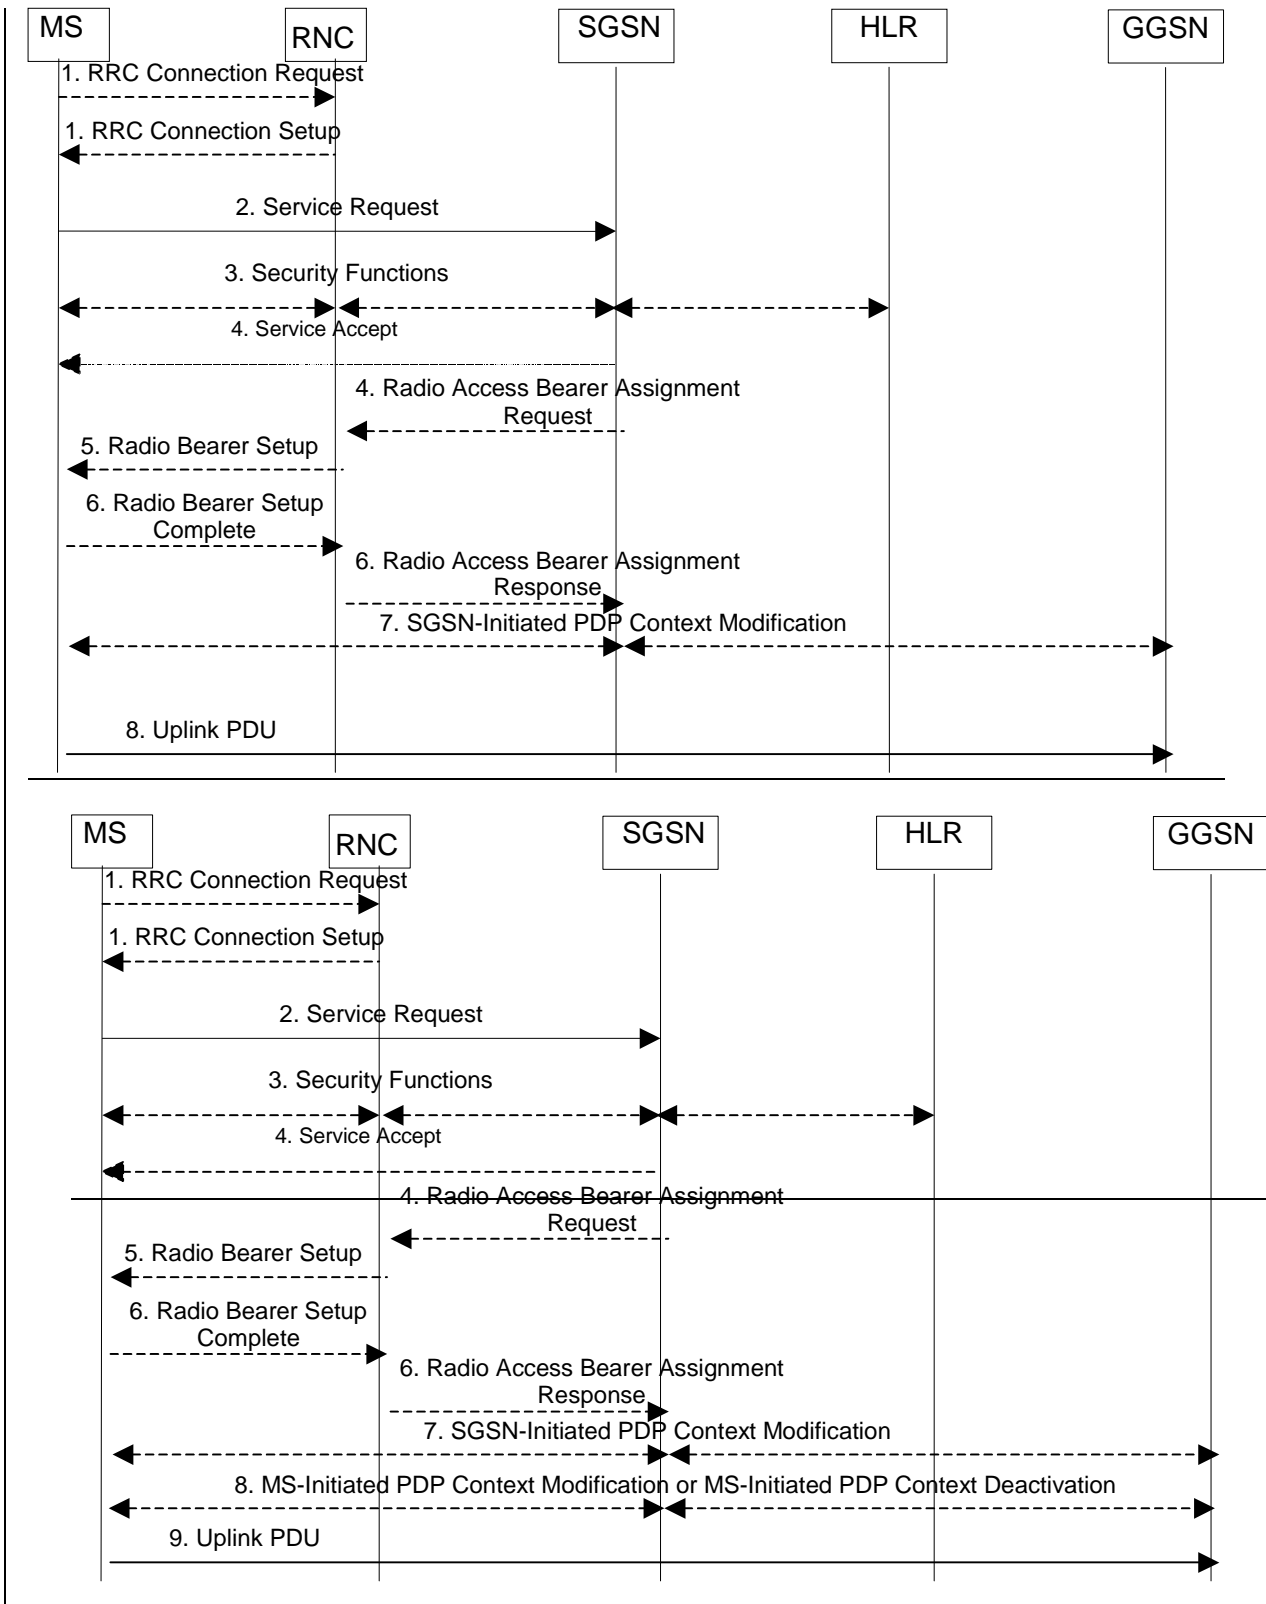 MS
RNC
SGSN
HLR
GGSN
1. RRC Connection Request
1. RRC Connection Setup
2. Service Request
3. Security Functions
4. Service Accept
4. Radio Access Bearer Assignment
Request
5. Radio Bearer Setup
6. Radio Bearer Setup
Complete
6. Radio Access Bearer Assignment
Response
7. SGSN-Initiated PDP Context Modification
8. Uplink PDU
MS
RNC
SGSN
HLR
GGSN
1. RRC Connection Request
1. RRC Connection Setup
2. Service Request
3. Security Functions
4. Service Accept
4. Radio Access Bearer Assignment
Request
5. Radio Bearer Setup
6. Radio Bearer Setup
Complete
6. Radio Access Bearer Assignment
Response
7. SGSN-Initiated PDP Context Modification
8. MS-Initiated PDP Context Modification or MS-Initiated PDP Context Deactivation
9. Uplink PDU